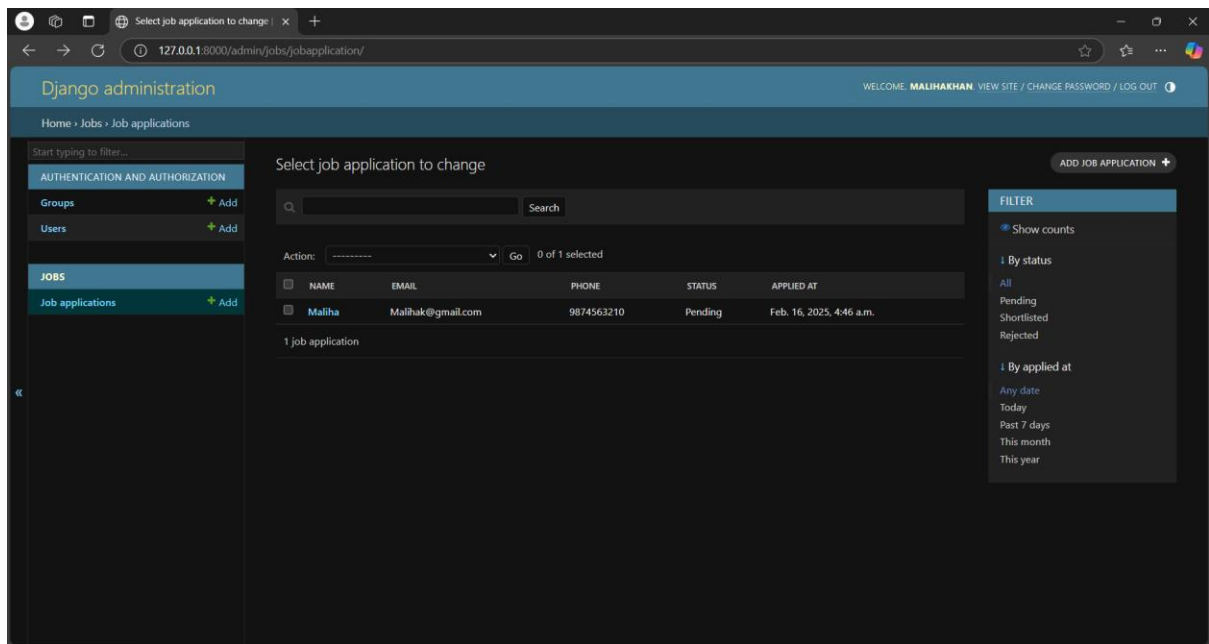 Select job application to change |
127.0.0.1:8000/admin/jobs/jobapplication/
Django administration
WELCOME, MALIHAKHAN. VIEW SITE / CHANGE PASSWORD / LOG OUT
Home › Jobs › Job applications
Start typing to filter...
AUTHENTICATION AND AUTHORIZATION
Groups + Add
Users + Add
JOBS
Job applications + Add
Select job application to change
ADD JOB APPLICATION +
Search
Action: --------- Go 0 of 1 selected
NAME EMAIL PHONE STATUS APPLIED AT
Maliha Malihak@gmail.com 9874563210 Pending Feb. 16, 2025, 4:46 a.m.
1 job application
FILTER
Show counts
↓ By status
All
Pending
Shortlisted
Rejected
↓ By applied at
Any date
Today
Past 7 days
This month
This year
«